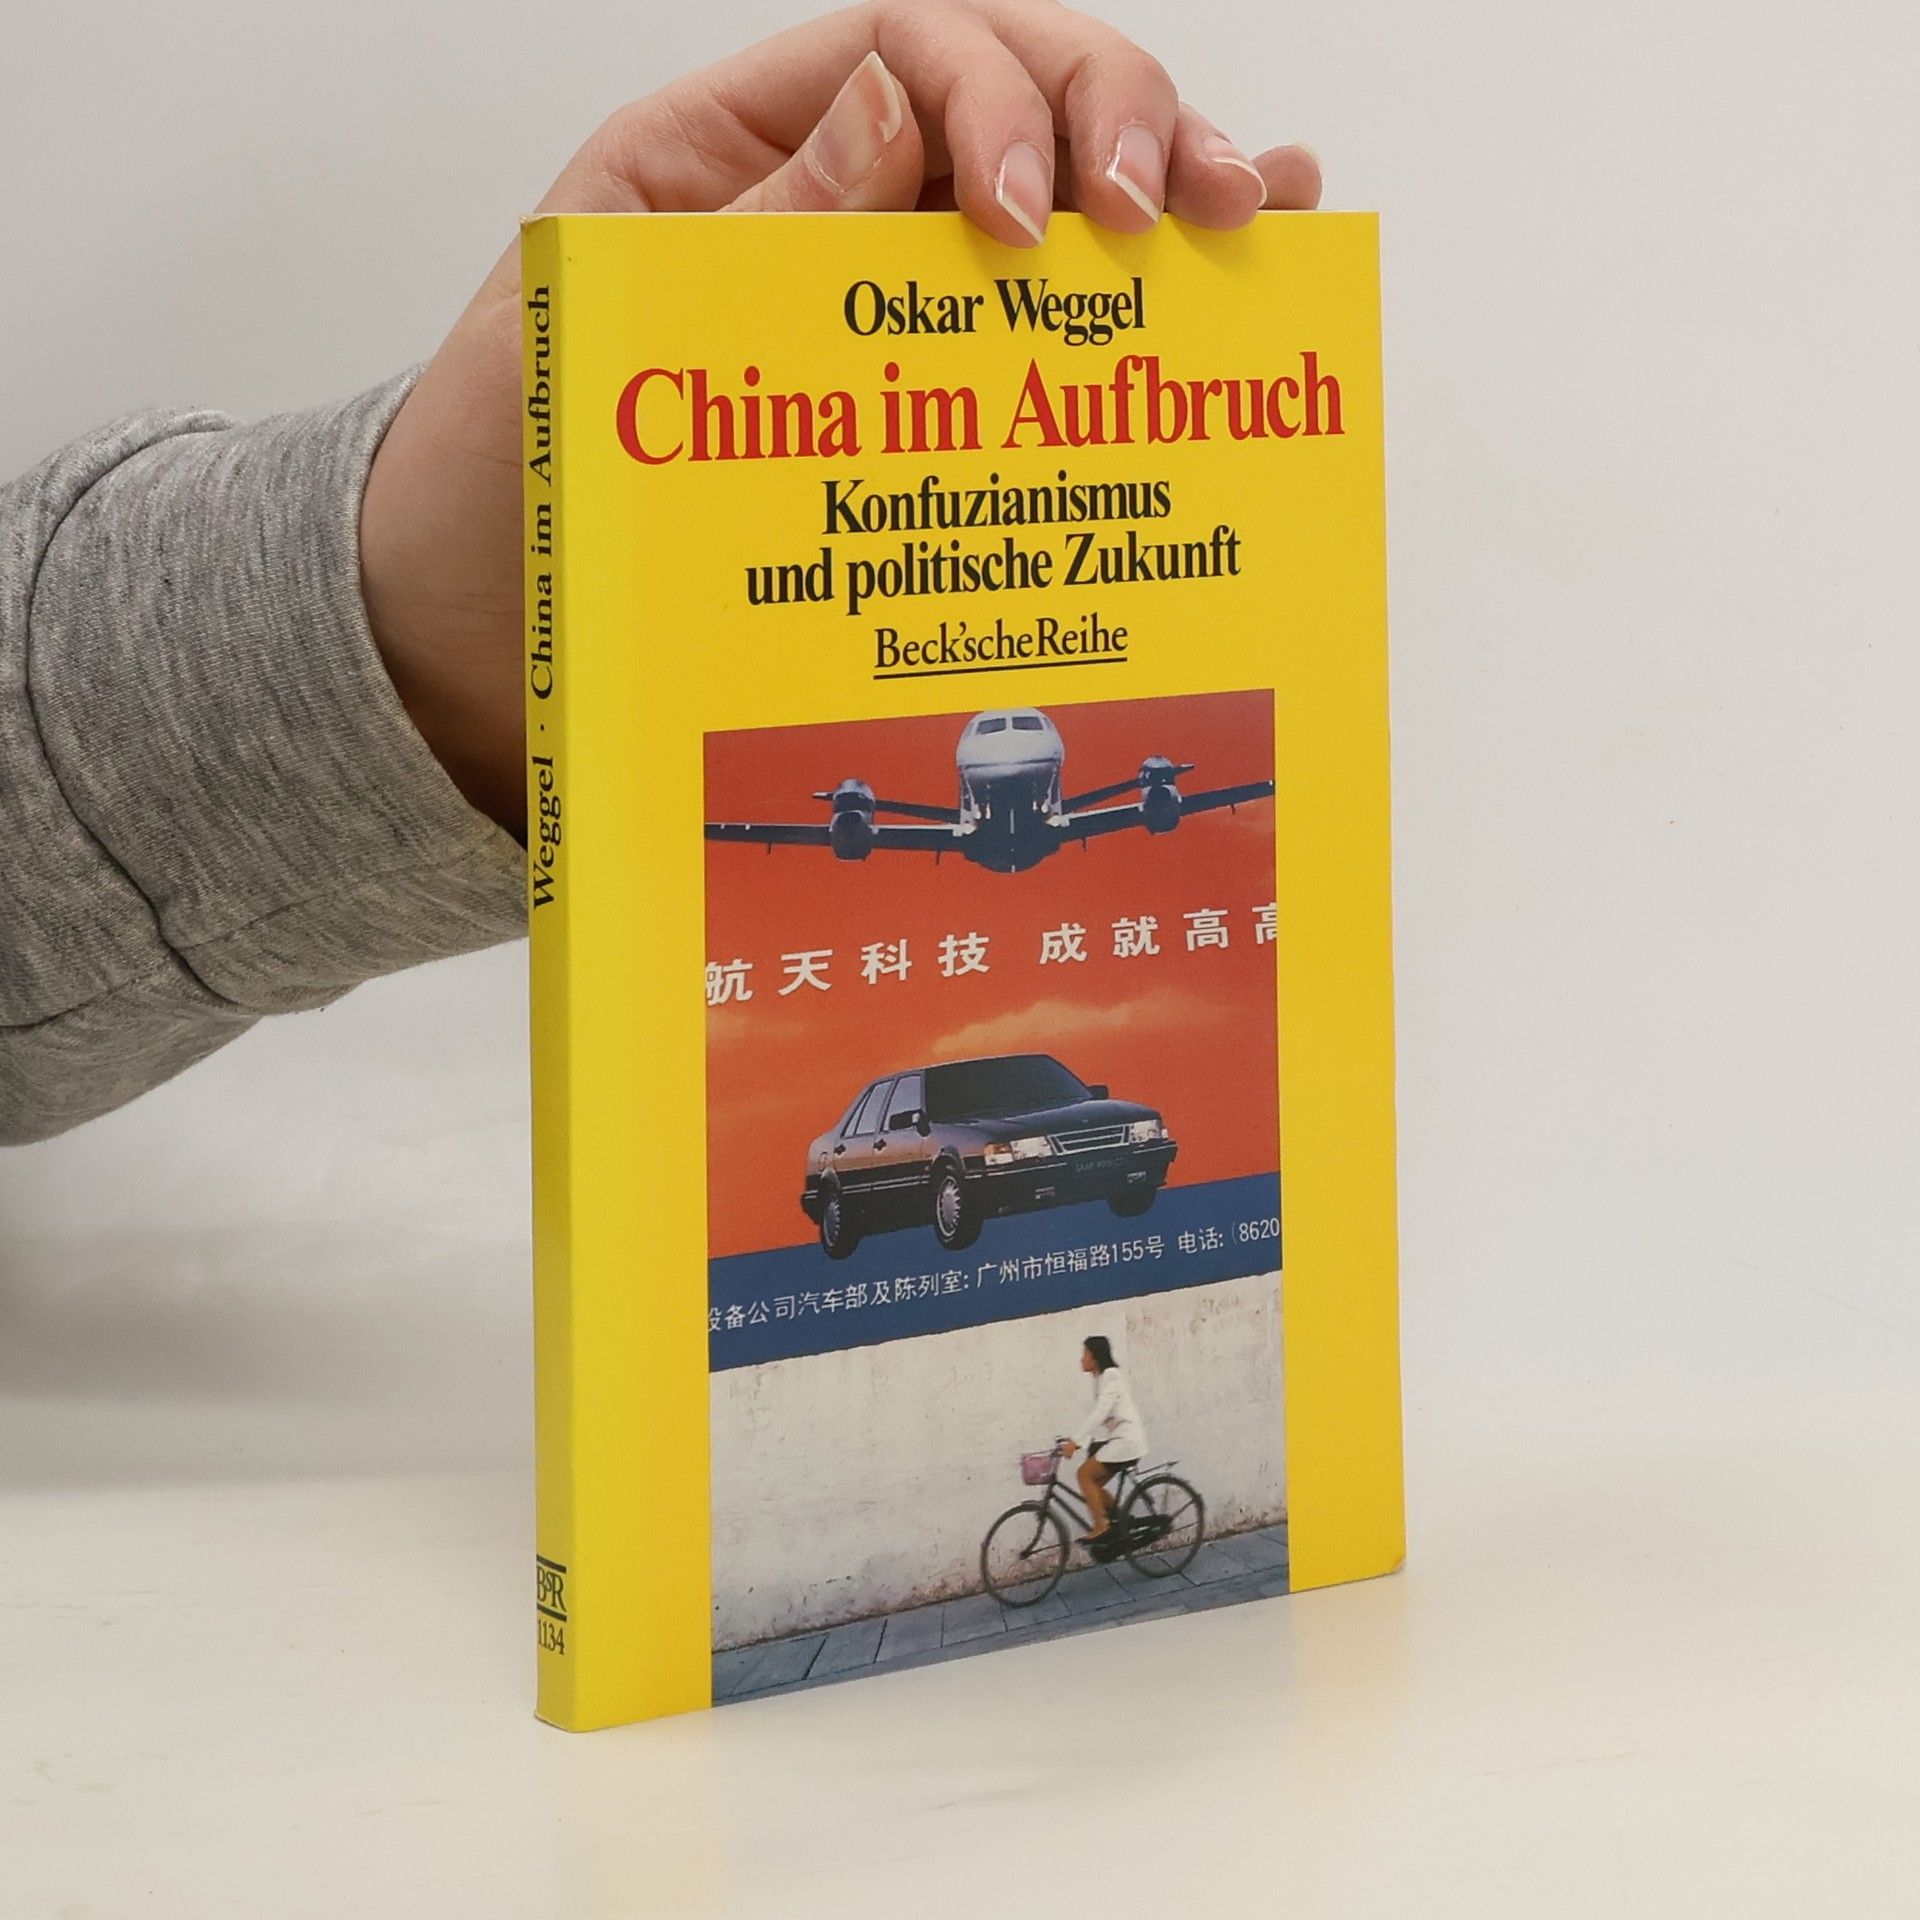 Oskar Weggel
China im Aufbruch
Konfuzianismus
und politische Zukunft
Beck'sche Reihe
航天科技 成就高高
设备公司汽车部及陈列室: 广州市恒福路155号 电话: (8620
Weggel · China im Aufbruch
BsR
1134